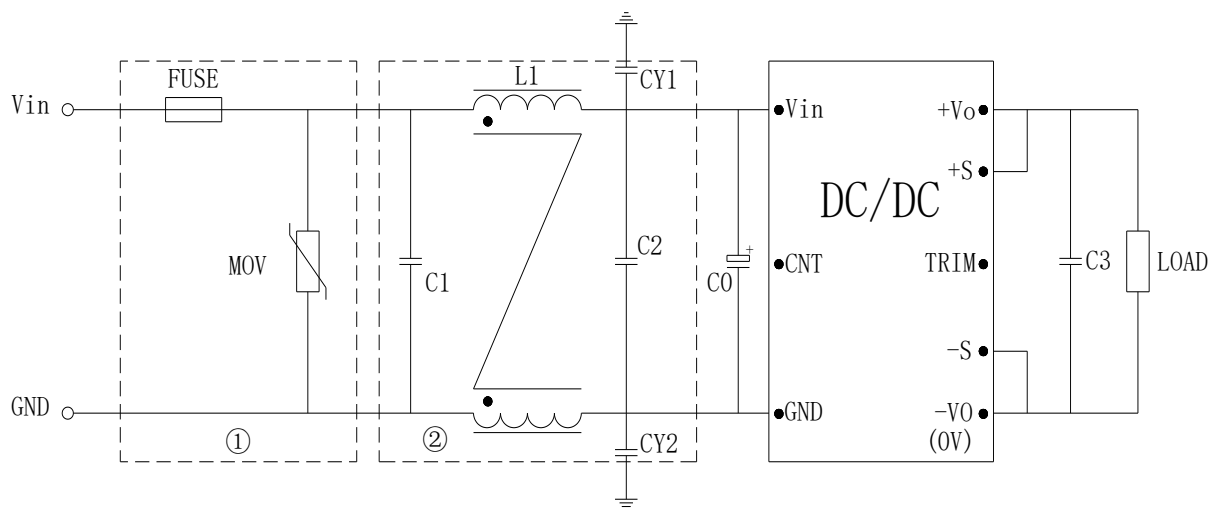 FUSE
L1
CY1
Vin
Vin
+Vo
+S
DC/DC
MOV
C1
C2
+
C0
CNT
TRIM
C3
LOAD
-S
GND
GND
-VO
(0V)
①
②
CY2